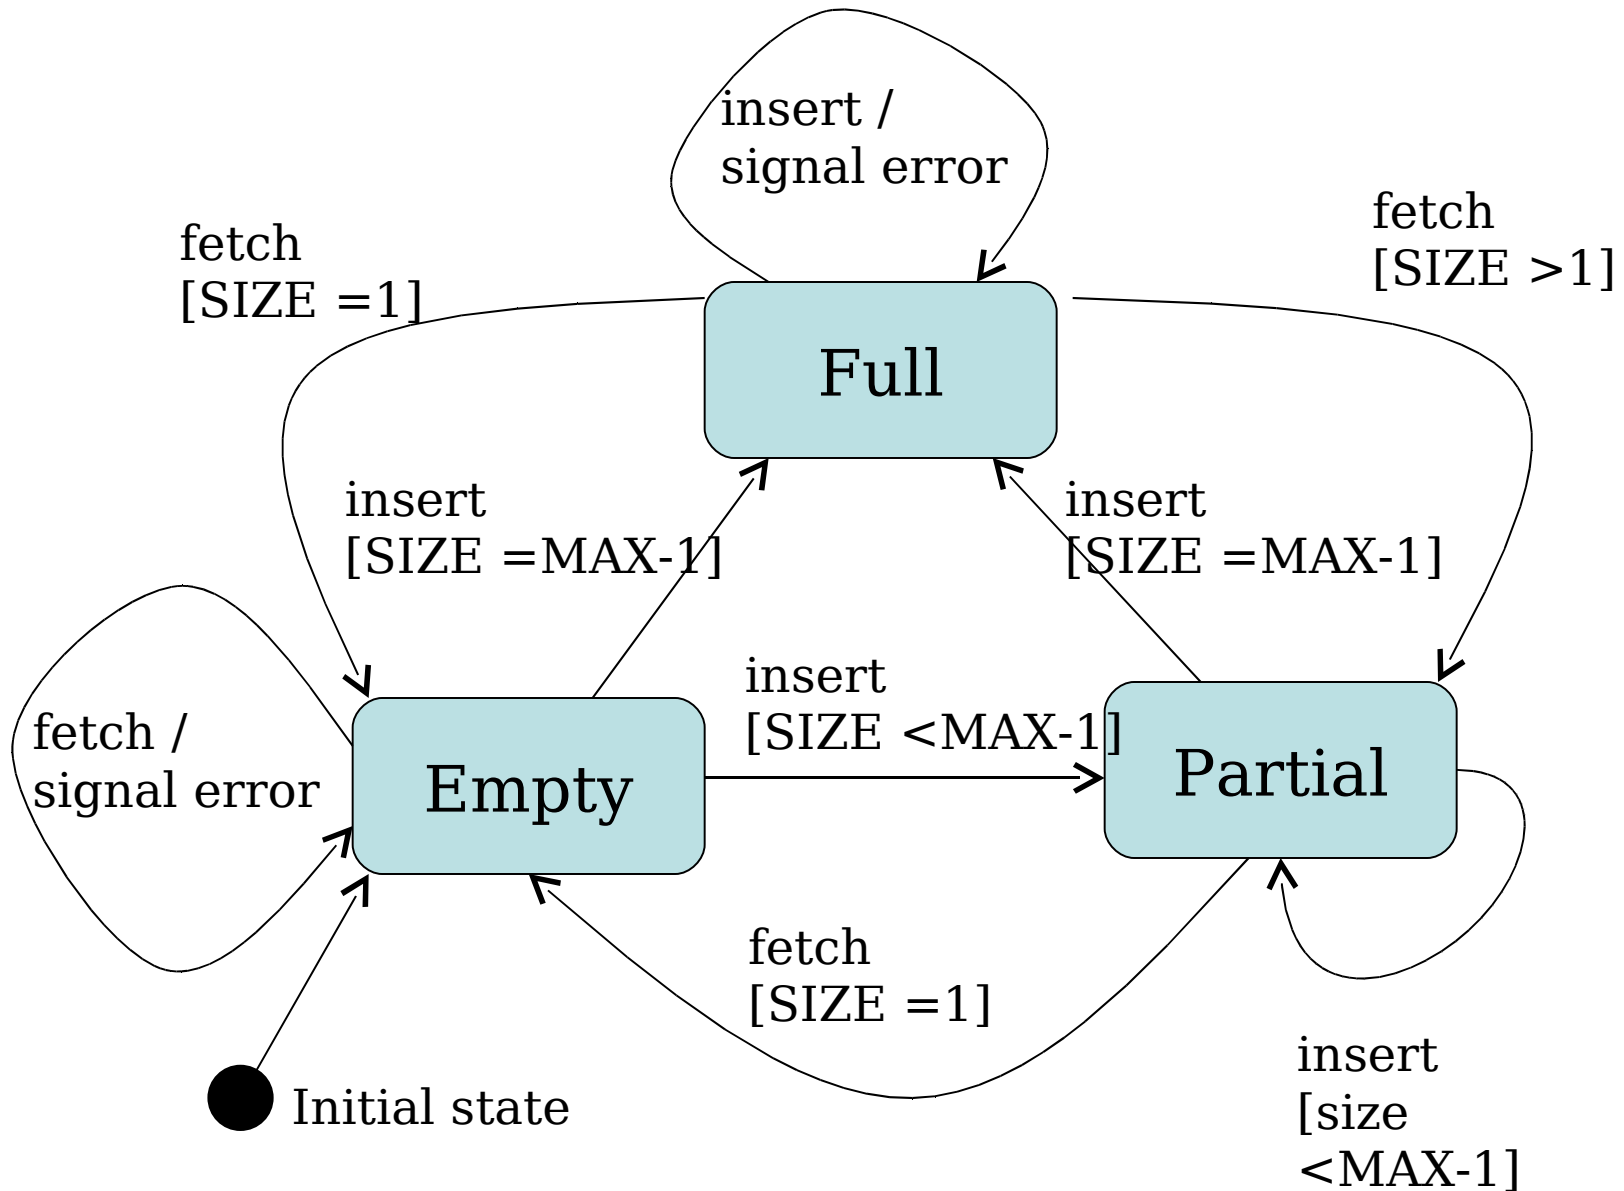 insert /
signal error
fetch
[SIZE =1]
fetch
[SIZE >1]
Full
insert
[SIZE =MAX-1]
insert
[SIZE =MAX-1]
insert
[SIZE <MAX-1]
fetch /
signal error
Empty
Partial
fetch
[SIZE =1]
Initial state
insert
[size
<MAX-1]